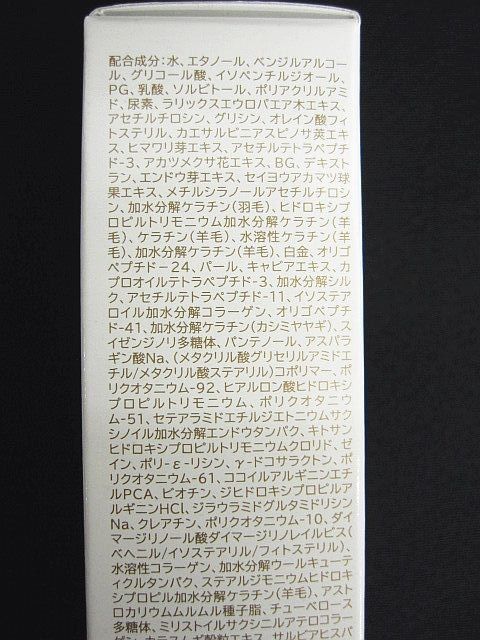 配合成分:水、エタノール、ベンジルアルコー
ル、グリコール酸、イソペンチルジオール、
PG、乳酸、ソルビトール、ポリアクリルアミ
ド、尿素、ラリックスエウロパエア木エキス、
アセチルチロシン、グリシン、オレイン酸フィ
トステリル、カエサルピニアスピノサ莢エキ
ス、ヒマワリ芽エキス、アセチルテトラペプチ
ド-3、アカツメクサ花エキス、BG、デキスト
ラン、エンドウ芽エキス、セイヨウアカマツ球
果エキス、メチルシラノールアセチルチロシ
ン、加水分解ケラチン(羽毛)、ヒドロキシプ
ロピルトリモニウム加水分解ケラチン(羊
毛)、ケラチン(羊毛)、水溶性ケラチン(羊
毛)、加水分解ケラチン(羊毛)、白金、オリゴ
ペプチド-24、パール、キャビアエキス、カ
プロオイルテトラペプチド-3、加水分解シル
ク、アセチルテトラペプチド-11、イソステア
ロイル加水分解コラーゲン、オリゴペプチ
ド-41、加水分解ケラチン(カシミヤヤギ)、ス
イゼンジノリ多糖体、パンテノール、アスパラ
ギン酸Na、(メタクリル酸グリセリルアミドエ
チル/メタクリル酸ステアリル)コポリマー、ポ
リクオタニウム-92、ヒアルロン酸ヒドロキシ
プロピルトリモニウム、ポリクオタニウ
ム-51、セテアラミドエチルジエトニウムサク
シノイル加水分解エンドウタンパク、キトサン
ヒドロキシプロピルトリモニウムクロリド、ゼ
イン、ポリ-ε-リシン、γ-ドコサラクトン、ポ
リクオタニウム-61、ココイルアルギニンエチ
ルPCA、ビオチン、ジヒドロキシプロピルア
ルギニンHCl、ジラウラミドグルタミドリシン
Na、クレアチン、ポリクオタニウム-10、ダイ
マージリノール酸ダイマージリノレイルビス(
ベヘニル/イソステアリル/フィトステリル)、
水溶性コラーゲン、加水分解ウールキューテ
ィクルタンパク、ステアルジモニウムヒドロキ
シプロピル加水分解ケラチン(羊毛)、アスト
ロカリウムムルムル種子脂、チューベロース
多糖体、ミリストイルサクシニルアテロコラー
ゲン、カラスムギ穀粒エキス、サルビアヒスパ